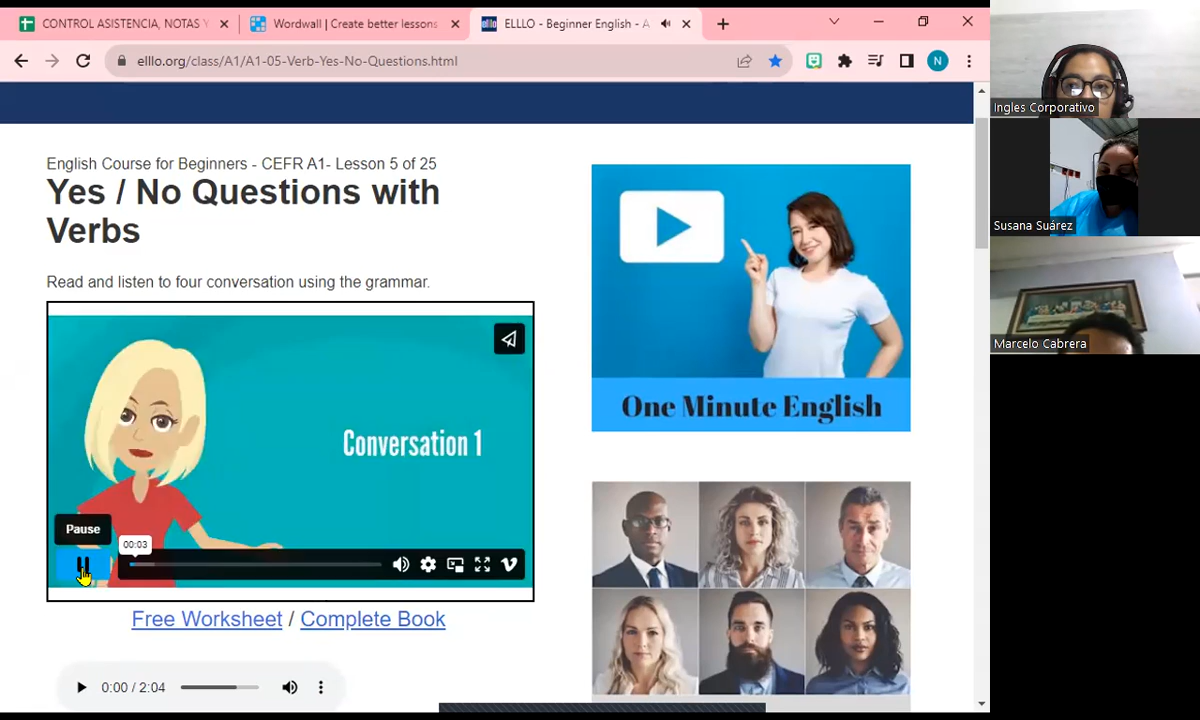 CONTROL ASISTENCIA, NOTAS Y
Wordwall | Create better lessons
ELLLO - Beginner English - A
elllo
elllo.org/class/A1/A1-05-Verb-Yes-No-Questions.html
N
Ingles Corporativo
Susana Suárez
Marcelo Cabrera
English Course for Beginners - CEFR A1- Lesson 5 of 25
Yes / No Questions with
Verbs
Read and listen to four conversation using the grammar.
Conversation 1
Pause
00:03
Free Worksheet / Complete Book
0:00 / 2:04
One Minute English